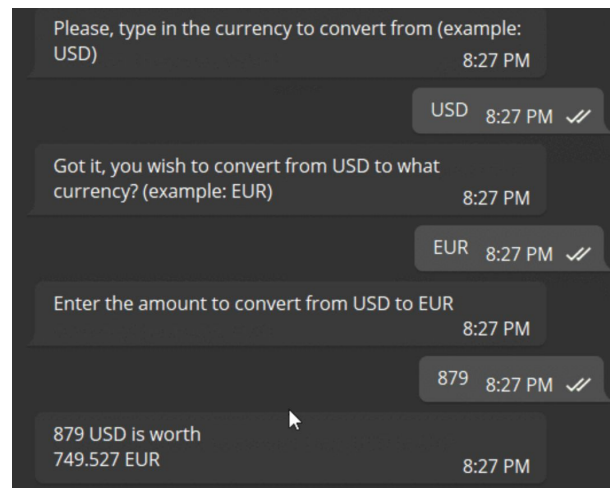 Please, type in the currency to convert from (example:
USD)
8:27 PM
USD 8:27 PM
Got it, you wish to convert from USD to what
currency? (example: EUR)
8:27 PM
EUR 8:27 PM
Enter the amount to convert from USD to EUR
8:27 PM
879 8:27 PM
879 USD is worth
749.527 EUR
8:27 PM